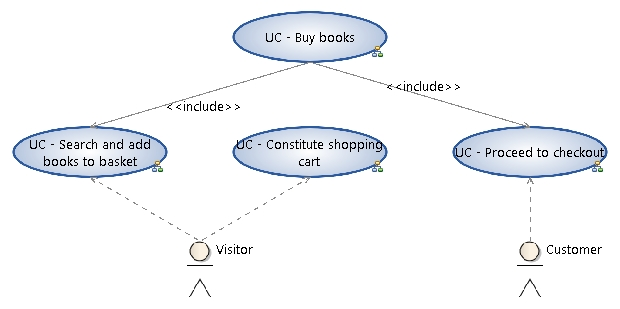 UC - Buy books
<<include>>
<<include>>
UC - Search and add
books to basket
UC - Constitute shopping
cart
UC - Proceed to checkout
Visitor
Customer